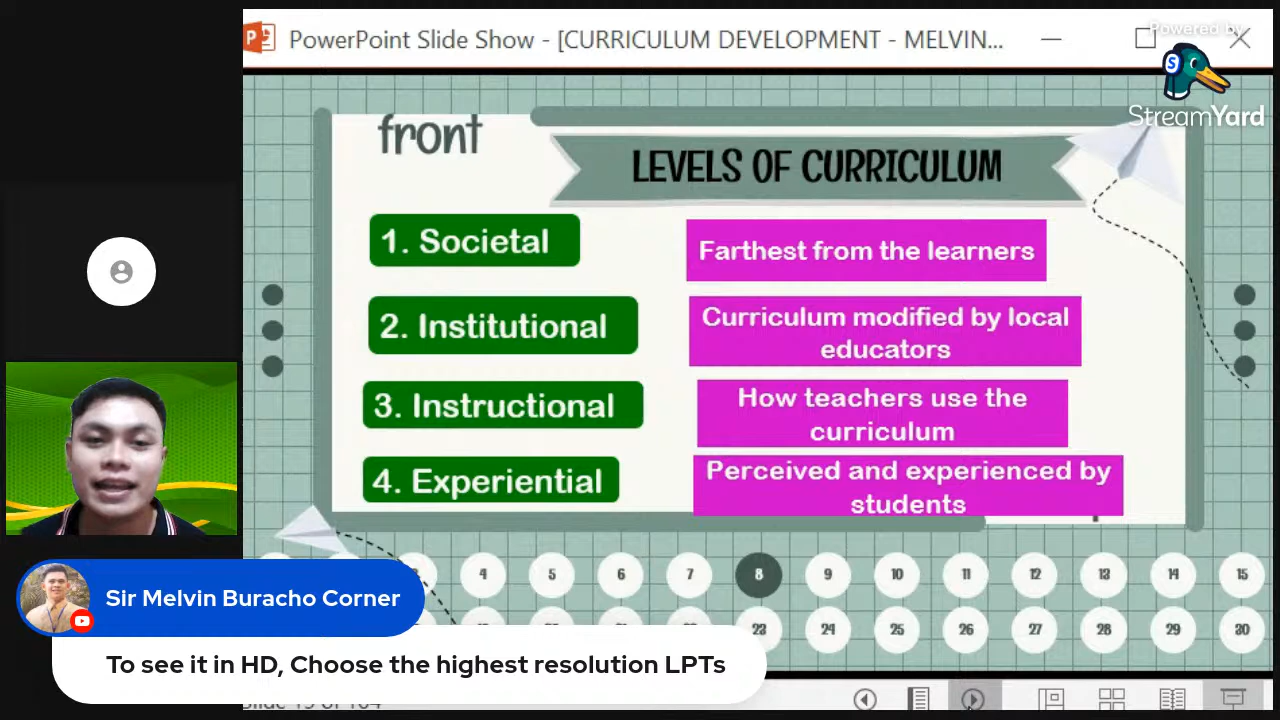 PowerPoint Slide Show - [CURRICULUM DEVELOPMENT - MELVIN...
Powered by
S
StreamYard
front
LEVELS OF CURRICULUM
1. Societal
Farthest from the learners
2. Institutional
Curriculum modified by local
educators
3. Instructional
How teachers use the
curriculum
4. Experiential
Perceived and experienced by
students
4 5 6 7 8 9 10 11 12 13 14 15
23 24 25 26 27 28 29 30
Sir Melvin Buracho Corner
To see it in HD, Choose the highest resolution LPTs